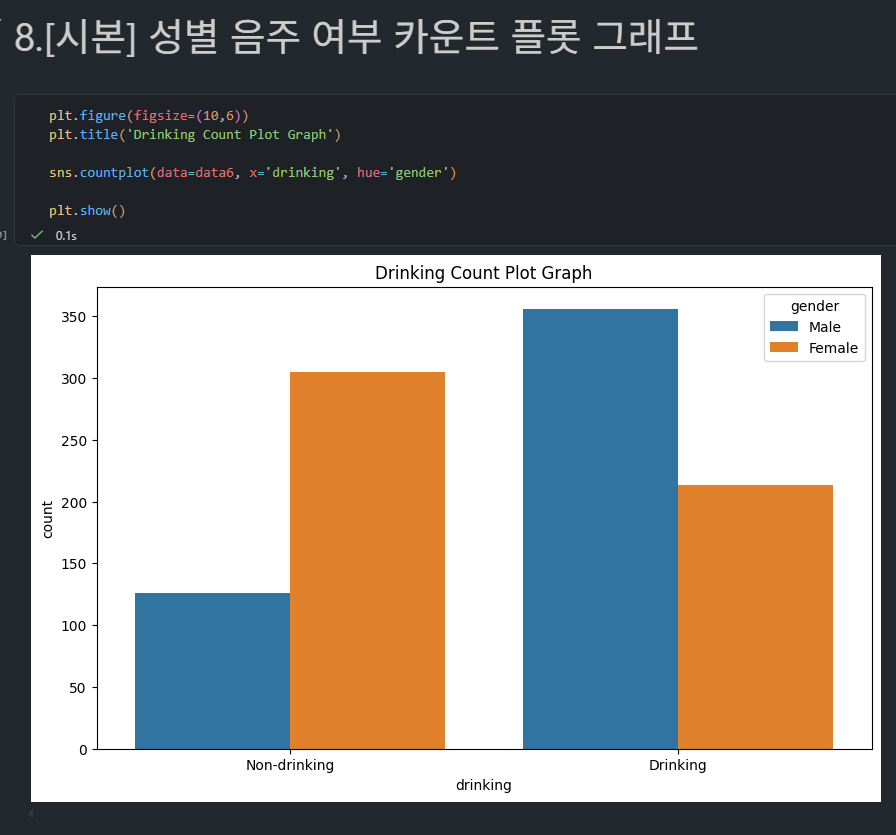 8.[시본] 성별 음주 여부 카운트 플롯 그래프
plt.figure(figsize=(10,6))
plt.title('Drinking Count Plot Graph')
sns.countplot(data=data6, x='drinking', hue='gender')
plt.show()
0.1s
Drinking Count Plot Graph
gender
Male
Female
350
300
250
200
150
100
50
0
count
Non-drinking
Drinking
drinking